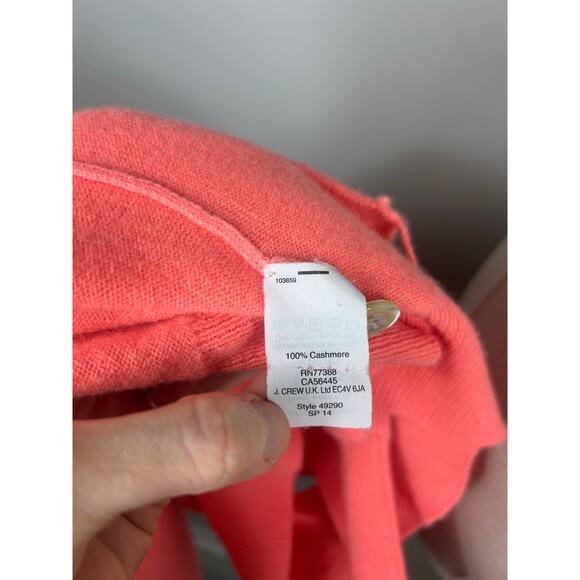 103859
100% Cashmere
RN77388
CA56445
J. CREW U.K. Ltd EC4V 6JA
Style 49290
SP 14